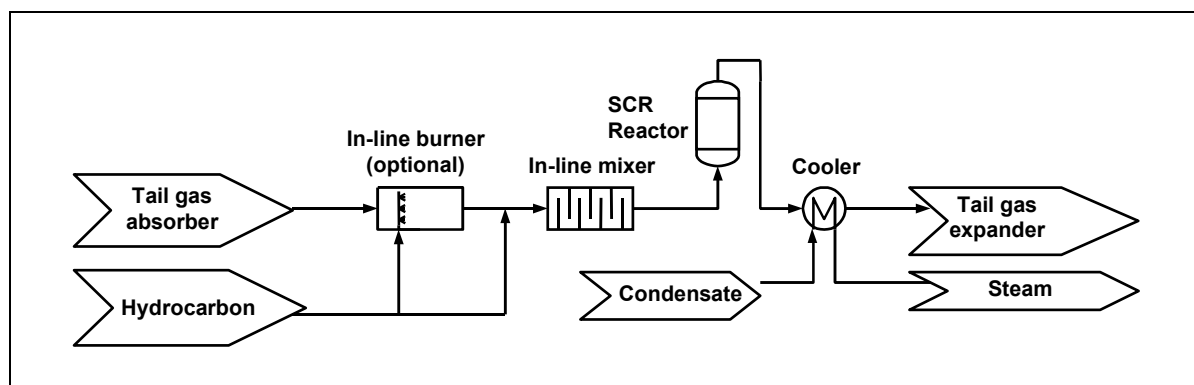 SCR
Reactor
In-line burner
(optional)
In-line mixer
Cooler
Tail gas
absorber
Tail gas
expander
Hydrocarbon
Condensate
Steam